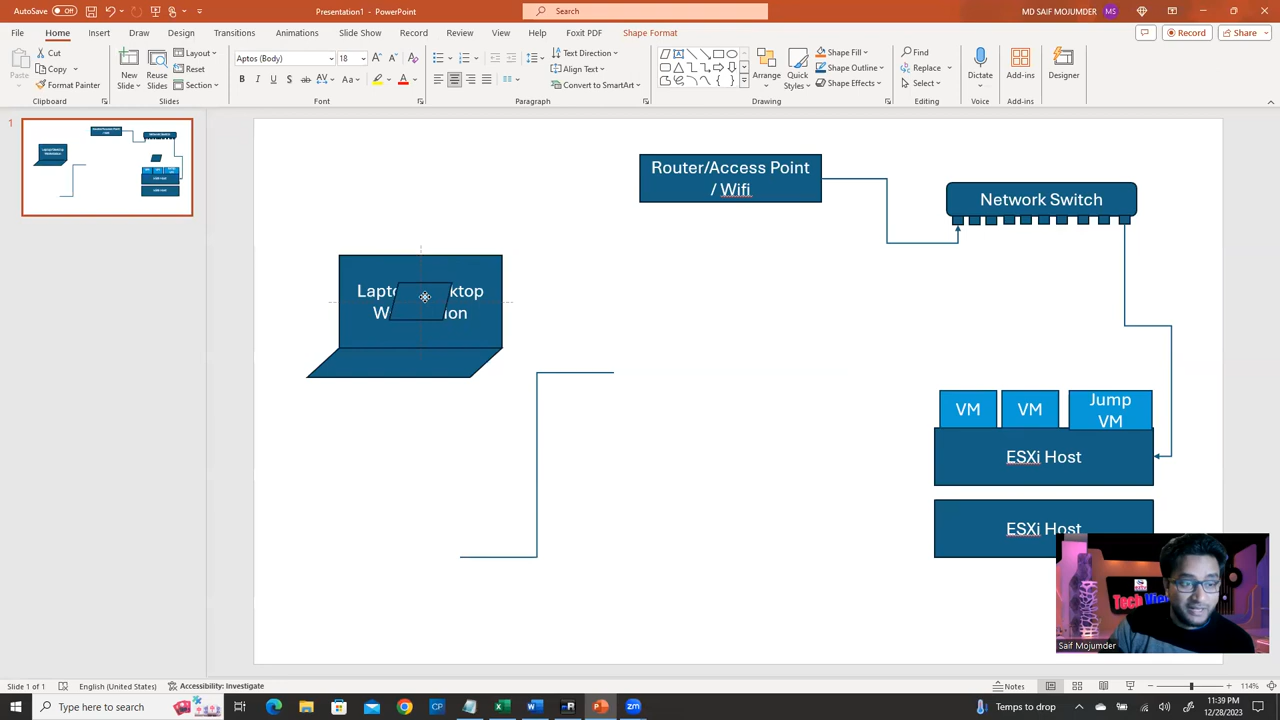 AutoSave Off
Presentation1 - PowerPoint
Search
MD SAIF MOJUMDER MS
File Home Insert Draw Design Transitions Animations Slide Show Record Review View Help Foxit PDF Shape Format
Record Share
Paste
Cut
Copy
Format Painter
Clipboard
New Slide
Reuse Slides
Layout
Reset
Section
Slides
Aptos (Body) 18
Font
Text Direction
Align Text
Convert to SmartArt
Paragraph
Arrange
Quick Styles
Shape Fill
Shape Outline
Shape Effects
Drawing
Find
Replace
Select
Editing
Dictate
Voice
Add-ins
Add-ins
Designer
1
Router/Access Point
/ Wifi
Network Switch
VM
VM
Jump
VM
ESXi Host
ESXi Host
Tech
Saif Mojumder
Slide 1 of 1
English (United States)
Accessibility: Investigate
Notes
114%
Type here to search
Temps to drop
11:39 PM
12/28/2023